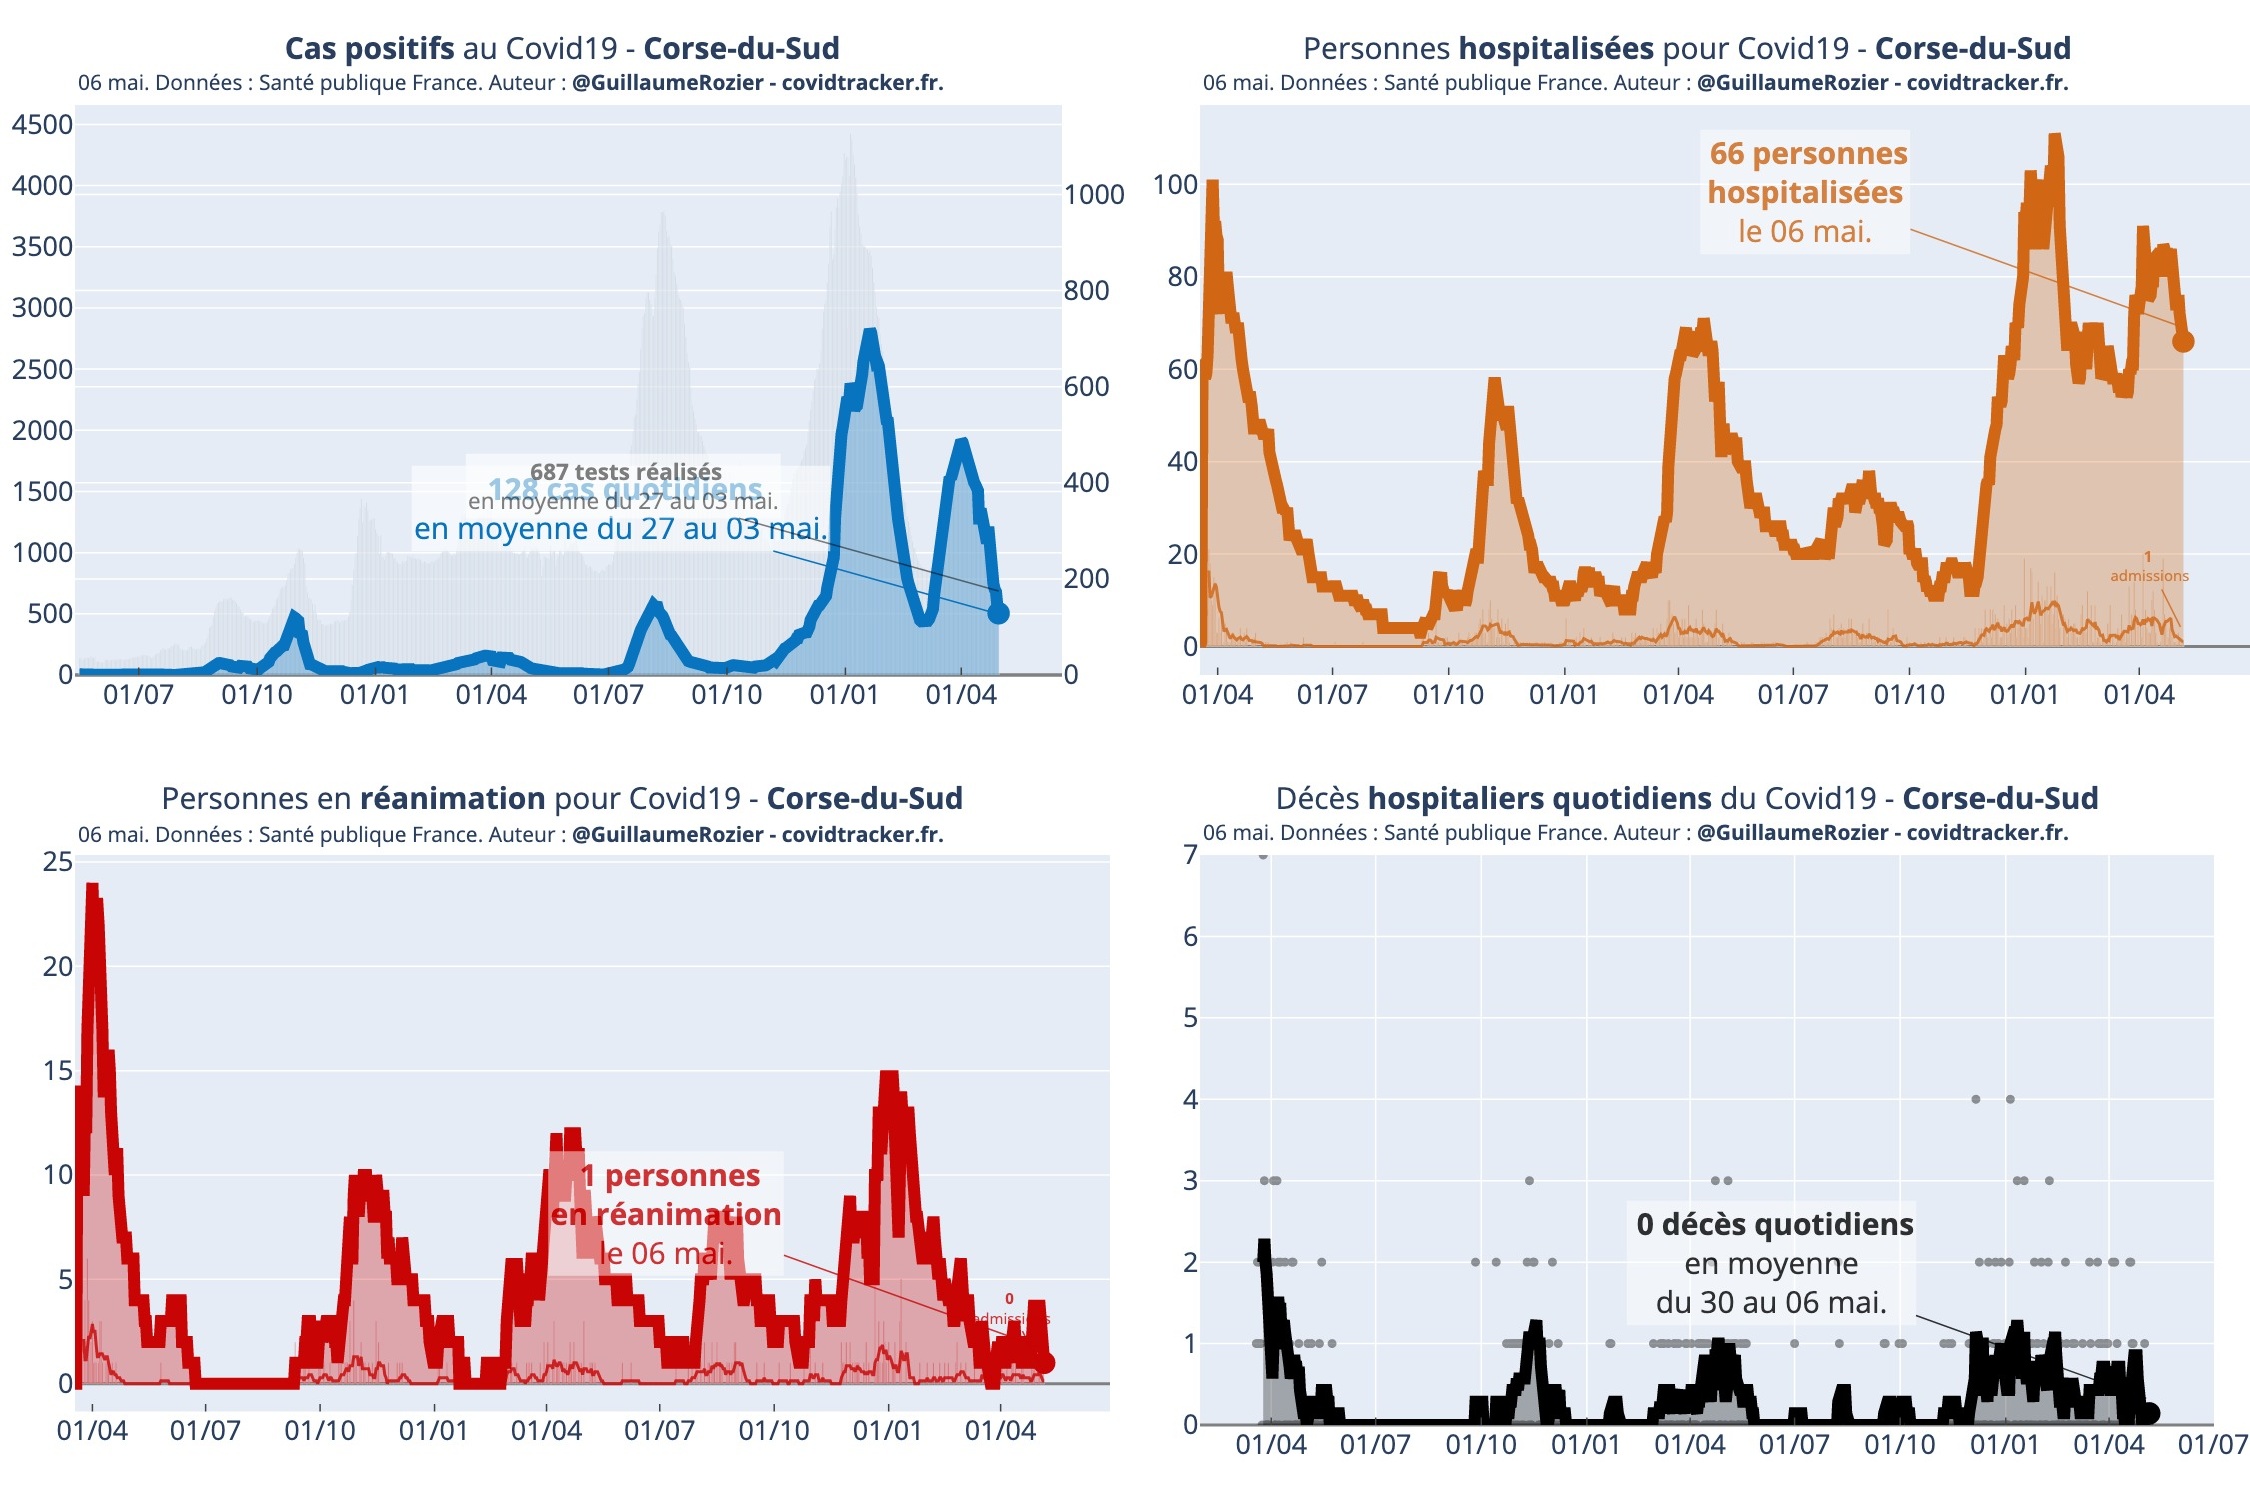 Cas positifs au Covid19 - Corse-du-Sud
06 mai. Données : Santé publique France. Auteur : @GuillaumeRozier - covidtracker.fr.
4500
4000
3500
3000
2500
2000
1500
1000
500
0
1000
800
600
400
200
0
687 tests réalisés
en moyenne du 27 au 03 mai.
128 cas quotidiens
en moyenne du 27 au 03 mai.
01/07 01/10 01/01 01/04 01/07 01/10 01/01 01/04
Personnes hospitalisées pour Covid19 - Corse-du-Sud
06 mai. Données : Santé publique France. Auteur : @GuillaumeRozier - covidtracker.fr.
100
80
60
40
20
0
66 personnes
hospitalisées
le 06 mai.
1
admissions
01/04 01/07 01/10 01/01 01/04 01/07 01/10 01/01 01/04
Personnes en réanimation pour Covid19 - Corse-du-Sud
06 mai. Données : Santé publique France. Auteur : @GuillaumeRozier - covidtracker.fr.
25
20
15
10
5
0
1 personnes
en réanimation
le 06 mai.
0
admissions
01/04 01/07 01/10 01/01 01/04 01/07 01/10 01/01 01/04
Décès hospitaliers quotidiens du Covid19 - Corse-du-Sud
06 mai. Données : Santé publique France. Auteur : @GuillaumeRozier - covidtracker.fr.
7
6
5
4
3
2
1
0
0 décès quotidiens
en moyenne
du 30 au 06 mai.
01/04 01/07 01/10 01/01 01/04 01/07 01/10 01/01 01/04 01/07